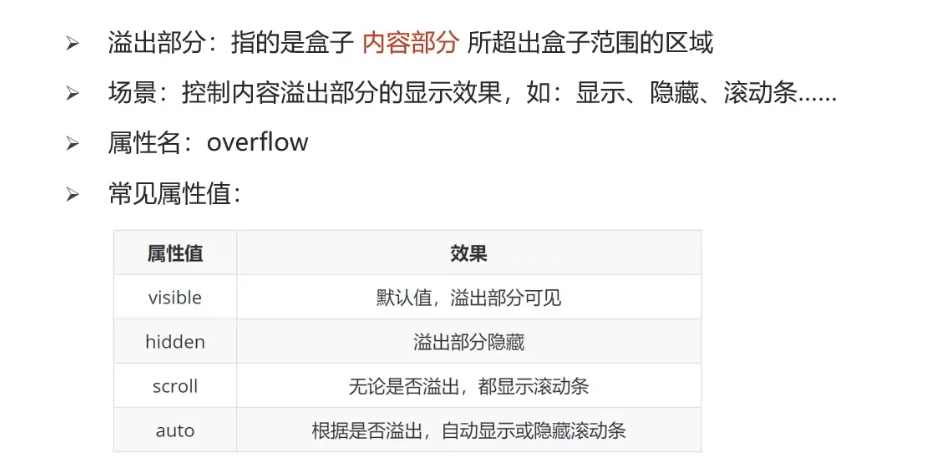 ➢ 溢出部分：指的是盒子 内容部分 所超出盒子范围的区域
➢ 场景：控制内容溢出部分的显示效果，如：显示、隐藏、滚动条……
➢ 属性名：overflow
➢ 常见属性值：
属性值 效果
visible 默认值，溢出部分可见
hidden 溢出部分隐藏
scroll 无论是否溢出，都显示滚动条
auto 根据是否溢出，自动显示或隐藏滚动条